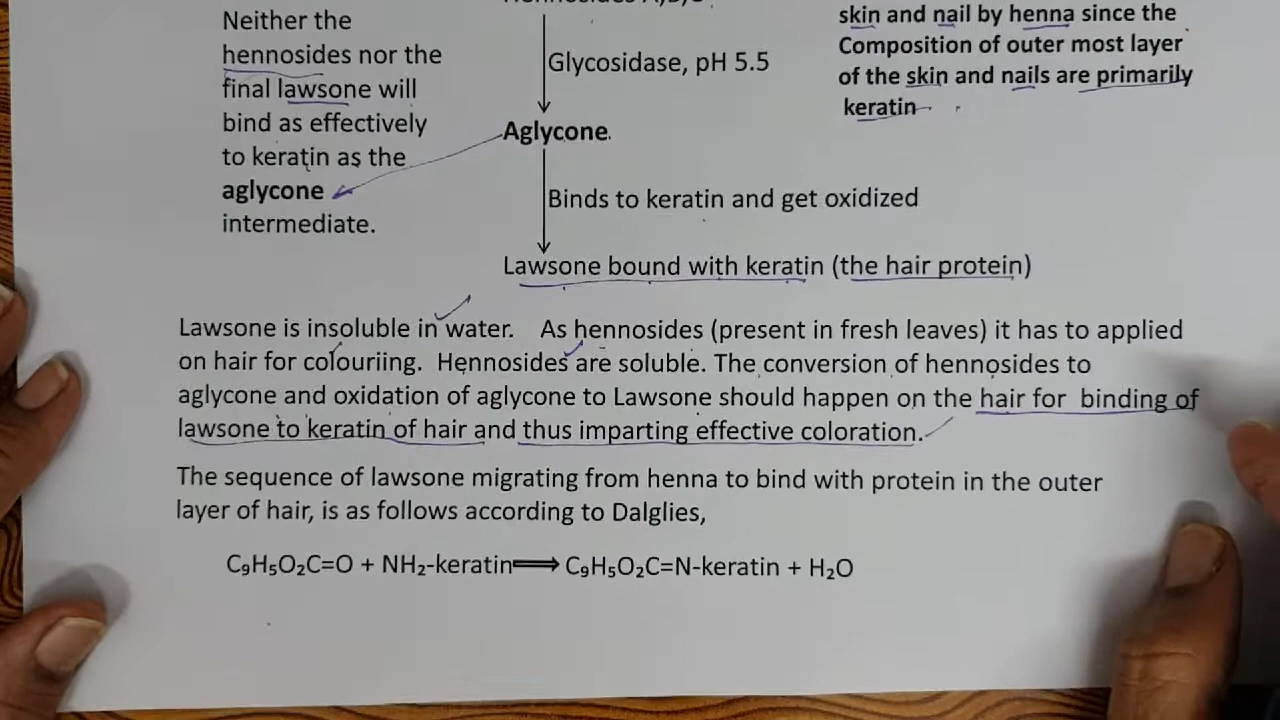 Neither the
hennosides nor the
final lawsone will
bind as effectively
to keratin as the
aglycone
intermediate.
Glycosidase, pH 5.5
Aglycone.
Binds to keratin and get oxidized
Lawsone bound with keratin (the hair protein)
skin and nail by henna since the
Composition of outer most layer
of the skin and nails are primarily
keratin
Lawsone is insoluble in water. As hennosides (present in fresh leaves) it has to applied
on hair for colouriing. Hennosides are soluble. The conversion of hennosides to
aglycone and oxidation of aglycone to Lawsone should happen on the hair for binding of
lawsone to keratin of hair and thus imparting effective coloration.
The sequence of lawsone migrating from henna to bind with protein in the outer
layer of hair, is as follows according to Dalglies,
C₉H₅O₂C=O + NH₂-keratin⟹ C₉H₅O₂C=N-keratin + H₂O